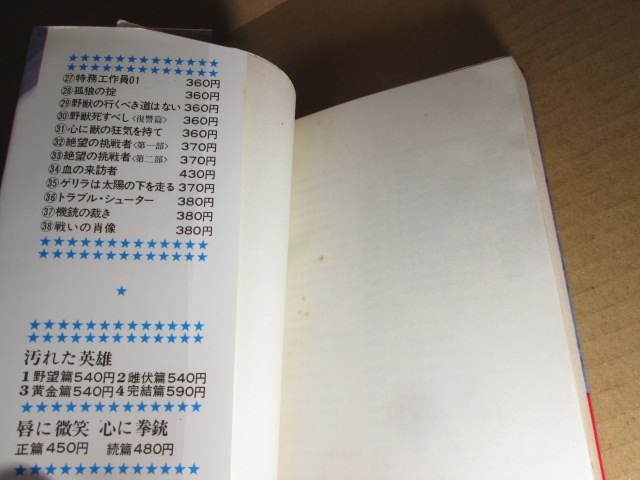 ㉗特務工作員01 360円
㉘孤狼の掟 360円
㉙野獣の行くべき道はない 360円
㉚野獣死すべし〈復讐篇〉 360円
㉛心に獣の狂気を持て 360円
㉜絶望の挑戦者〈第一部〉 370円
㉝絶望の挑戦者〈第二部〉 370円
㉞血の来訪者 430円
㉟ゲリラは太陽の下を走る 370円
㊱トラブル・シューター 380円
㊲機銃の裁き 380円
㊳戦いの肖像 380円
汚れた英雄
1野望篇540円2雌伏篇540円
3黄金篇540円4完結篇590円
唇に微笑 心に拳銃
正篇450円 続篇480円